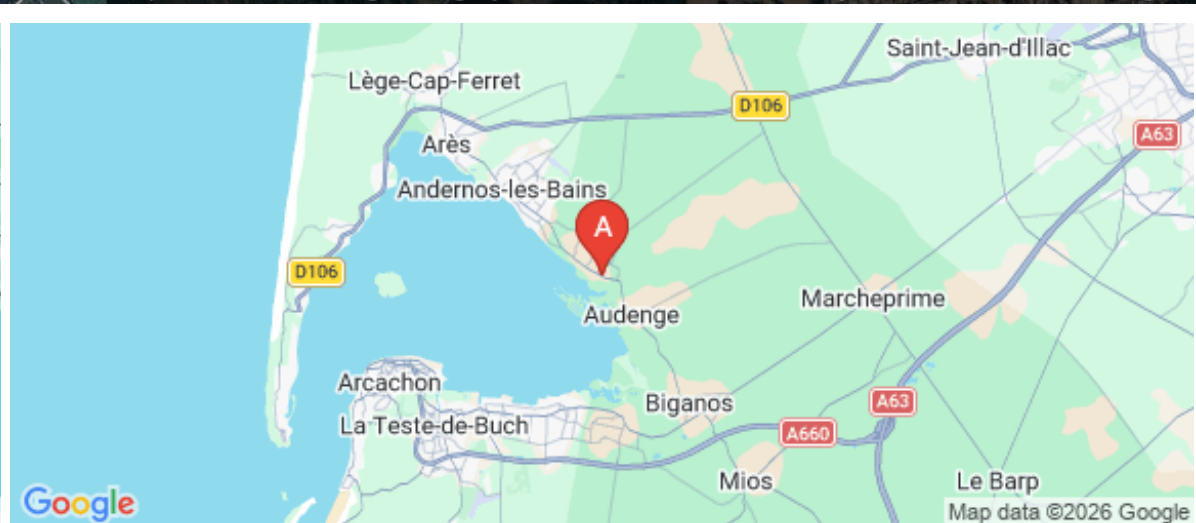 Saint-Jean-d'Illac
Lège-Cap-Ferret
D106
A63
Arès
Andernos-les-Bains
A
D106
Marcheprime
Audenge
Arcachon
Biganos
A63
La Teste-de-Buch
A660
Mios
Le Barp
Google
Map data ©2026 Google